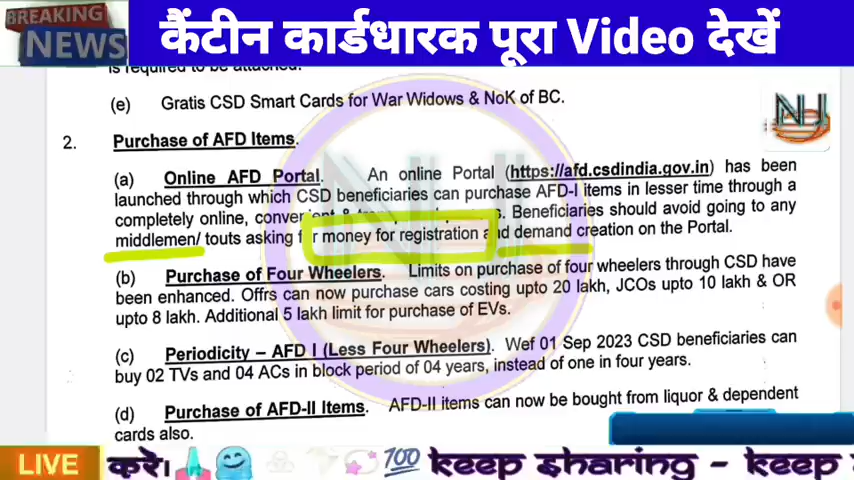 BREAKING
NEWS
कैंटीन कार्डधारक पूरा Video देखें
is required to be attached.
(e) Gratis CSD Smart Cards for War Widows & NoK of BC.
NJ
2. Purchase of AFD Items.
(a) Online AFD Portal. An online Portal (https://afd.csdindia.gov.in) has been
launched through which CSD beneficiaries can purchase AFD-I items in lesser time through a
completely online, & Beneficiaries should avoid going to any
middlemen/ touts asking for money for registration and demand creation on the Portal.
(b) Purchase of Four Wheelers. Limits on purchase of four wheelers through CSD have
been enhanced. Offrs can now purchase cars costing upto 20 lakh, JCOs upto 10 lakh & OR
upto 8 lakh. Additional 5 lakh limit for purchase of EVs.
(c) Periodicity – AFD I (Less Four Wheelers). Wef 01 Sep 2023 CSD beneficiaries can
buy 02 TVs and 04 ACs in block period of 04 years, instead of one in four years.
(d) Purchase of AFD-II Items. AFD-II items can now be bought from liquor & dependent
cards also.
LIVE करे। 🙏🤗 💯 keep sharing - keep